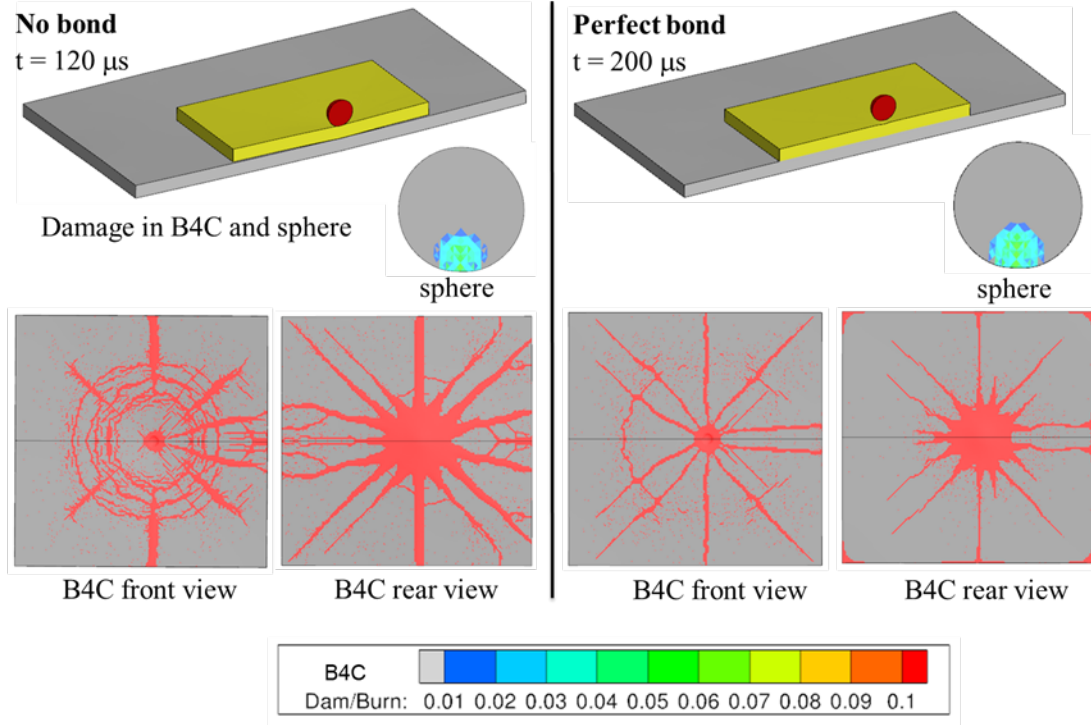 No bond
t = 120 μs
Damage in B4C and sphere
sphere
B4C front view
B4C rear view
Perfect bond
t = 200 μs
sphere
B4C front view
B4C rear view
B4C
Dam/Burn: 0.01 0.02 0.03 0.04 0.05 0.06 0.07 0.08 0.09 0.1